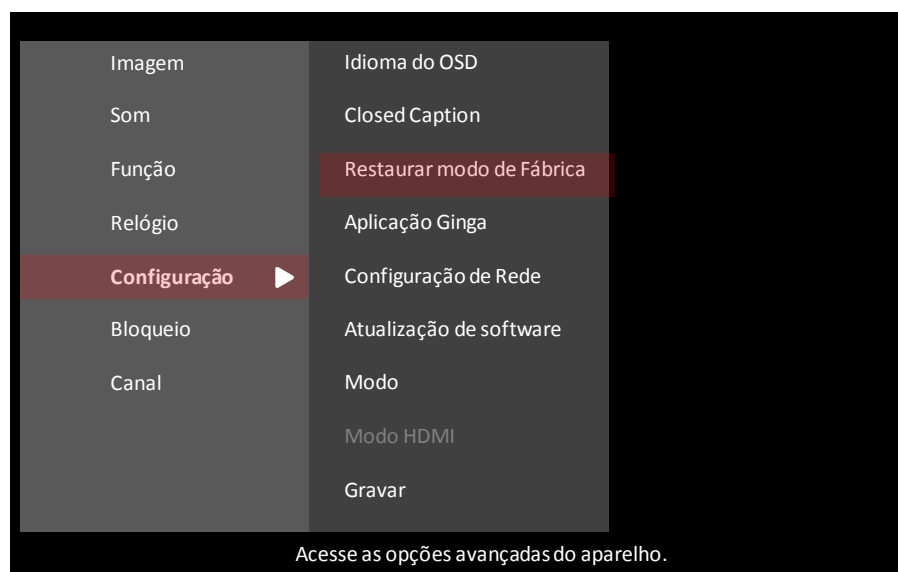 Imagem
Som
Função
Relógio
Configuração
Bloqueio
Canal
Idioma do OSD
Closed Caption
Restaurar modo de Fábrica
Aplicação Ginga
Configuração de Rede
Atualização de software
Modo
Modo HDMI
Gravar
Acesse as opções avançadas do aparelho.